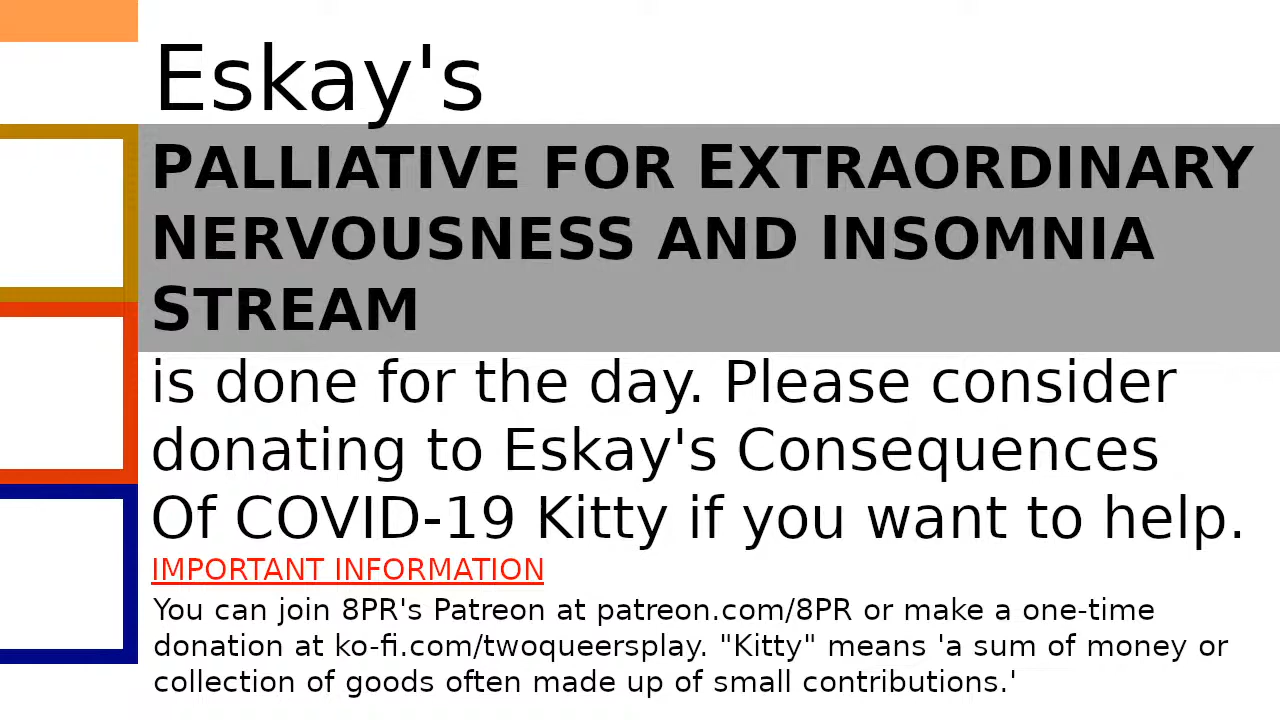 Eskay's
PALLIATIVE FOR EXTRAORDINARY
NERVOUSNESS AND INSOMNIA
STREAM
is done for the day. Please consider
donating to Eskay's Consequences
Of COVID-19 Kitty if you want to help.
IMPORTANT INFORMATION
You can join 8PR's Patreon at patreon.com/8PR or make a one-time
donation at ko-fi.com/twoqueersplay. "Kitty" means 'a sum of money or
collection of goods often made up of small contributions.'